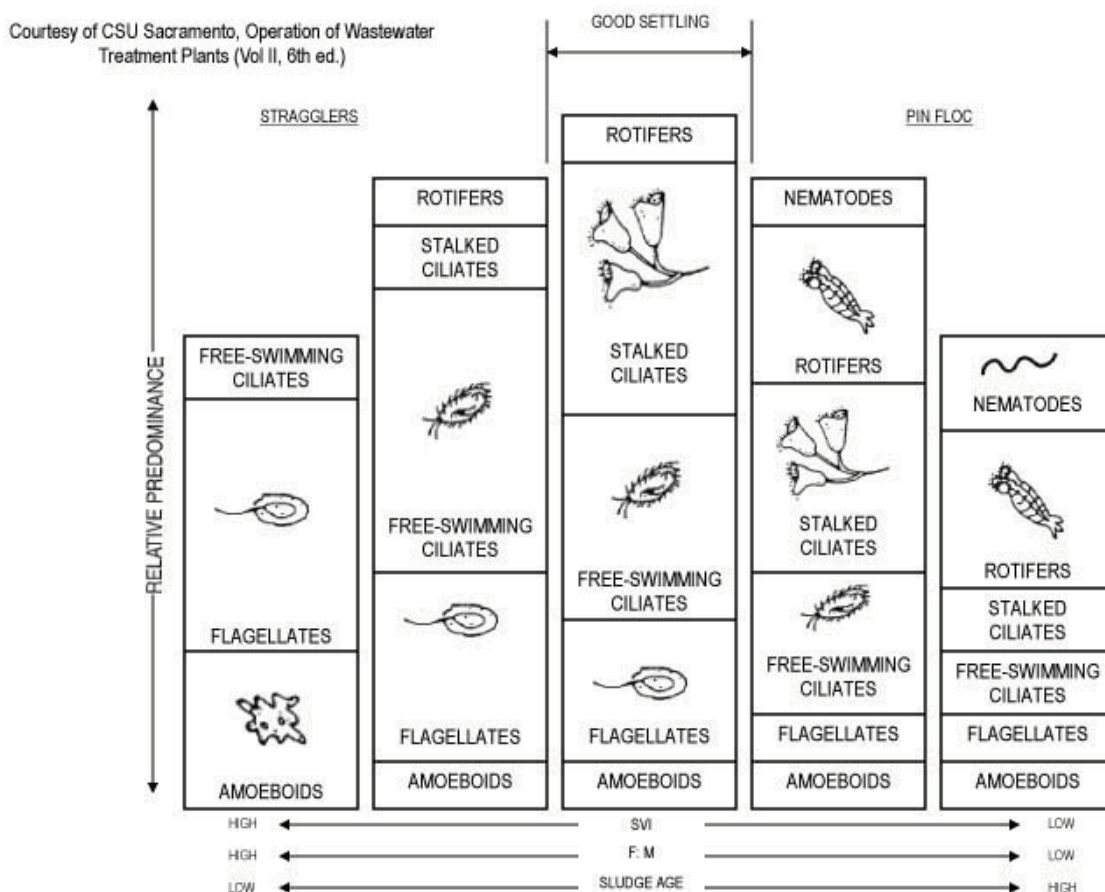 Courtesy of CSU Sacramento, Operation of Wastewater
Treatment Plants (Vol II, 6th ed.)
GOOD SETTLING
STRAGGLERS
PIN FLOC
RELATIVE PREDOMINANCE
FREE-SWIMMING
CILIATES
FLAGELLATES
AMOEBOIDS
ROTIFERS
STALKED
CILIATES
FREE-SWIMMING
CILIATES
FLAGELLATES
AMOEBOIDS
ROTIFERS
STALKED
CILIATES
FREE-SWIMMING
CILIATES
FLAGELLATES
AMOEBOIDS
NEMATODES
ROTIFERS
STALKED
CILIATES
FREE-SWIMMING
CILIATES
FLAGELLATES
AMOEBOIDS
NEMATODES
ROTIFERS
STALKED
CILIATES
FREE-SWIMMING
CILIATES
FLAGELLATES
AMOEBOIDS
HIGH SVI LOW
HIGH F: M LOW
LOW SLUDGE AGE HIGH